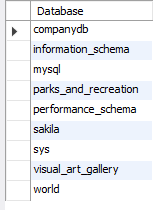 Database
companydb
information_schema
mysql
parks_and_recreation
performance_schema
sakila
sys
visual_art_gallery
world